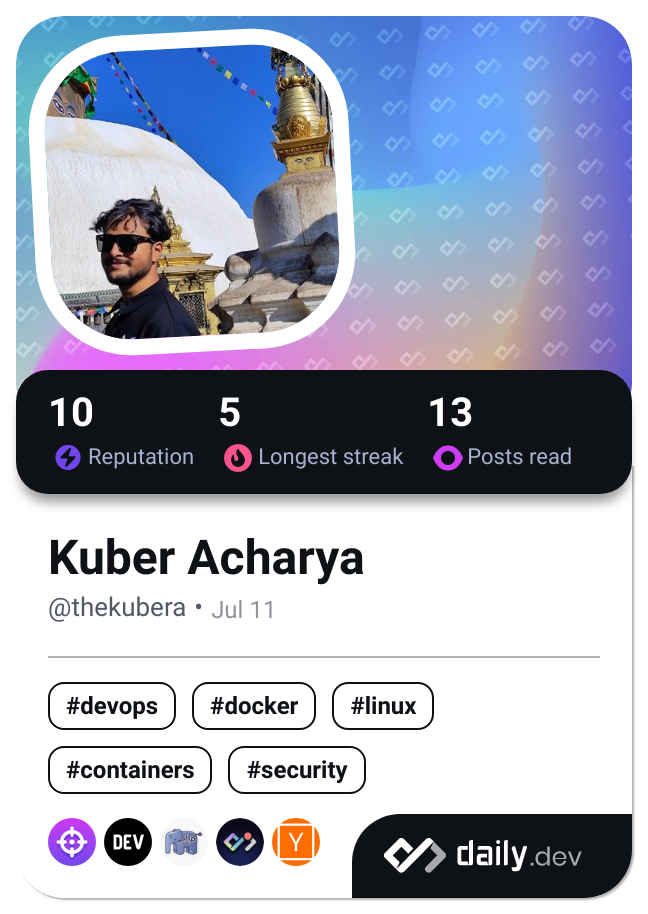 10 5 13
Reputation Longest streak Posts read
Kuber Acharya
@thekubera • Jul 11
#devops #docker #linux
#containers #security
DEV php Y
daily.dev